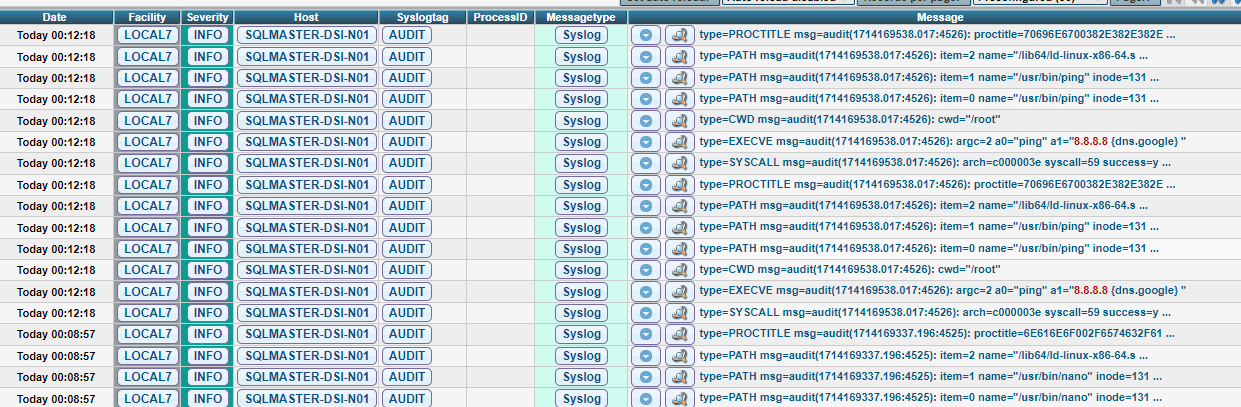 Date Facility Severity Host Syslogtag ProcessID Messagetype Message
Today 00:12:18 LOCAL7 INFO SQLMASTER-DSI-N01 AUDIT Syslog type=PROCTITLE msg=audit(1714169538.017:4526): proctitle=70696E6700382E382E382E ...
Today 00:12:18 LOCAL7 INFO SQLMASTER-DSI-N01 AUDIT Syslog type=PATH msg=audit(1714169538.017:4526): item=2 name="/lib64/ld-linux-x86-64.s ...
Today 00:12:18 LOCAL7 INFO SQLMASTER-DSI-N01 AUDIT Syslog type=PATH msg=audit(1714169538.017:4526): item=1 name="/usr/bin/ping" inode=131 ...
Today 00:12:18 LOCAL7 INFO SQLMASTER-DSI-N01 AUDIT Syslog type=PATH msg=audit(1714169538.017:4526): item=0 name="/usr/bin/ping" inode=131 ...
Today 00:12:18 LOCAL7 INFO SQLMASTER-DSI-N01 AUDIT Syslog type=CWD msg=audit(1714169538.017:4526): cwd="/root"
Today 00:12:18 LOCAL7 INFO SQLMASTER-DSI-N01 AUDIT Syslog type=EXECVE msg=audit(1714169538.017:4526): argc=2 a0="ping" a1="8.8.8.8 {dns.google} "
Today 00:12:18 LOCAL7 INFO SQLMASTER-DSI-N01 AUDIT Syslog type=SYSCALL msg=audit(1714169538.017:4526): arch=c000003e syscall=59 success=y ...
Today 00:12:18 LOCAL7 INFO SQLMASTER-DSI-N01 AUDIT Syslog type=PROCTITLE msg=audit(1714169538.017:4526): proctitle=70696E6700382E382E382E ...
Today 00:12:18 LOCAL7 INFO SQLMASTER-DSI-N01 AUDIT Syslog type=PATH msg=audit(1714169538.017:4526): item=2 name="/lib64/ld-linux-x86-64.s ...
Today 00:12:18 LOCAL7 INFO SQLMASTER-DSI-N01 AUDIT Syslog type=PATH msg=audit(1714169538.017:4526): item=1 name="/usr/bin/ping" inode=131 ...
Today 00:12:18 LOCAL7 INFO SQLMASTER-DSI-N01 AUDIT Syslog type=PATH msg=audit(1714169538.017:4526): item=0 name="/usr/bin/ping" inode=131 ...
Today 00:12:18 LOCAL7 INFO SQLMASTER-DSI-N01 AUDIT Syslog type=CWD msg=audit(1714169538.017:4526): cwd="/root"
Today 00:12:18 LOCAL7 INFO SQLMASTER-DSI-N01 AUDIT Syslog type=EXECVE msg=audit(1714169538.017:4526): argc=2 a0="ping" a1="8.8.8.8 {dns.google} "
Today 00:12:18 LOCAL7 INFO SQLMASTER-DSI-N01 AUDIT Syslog type=SYSCALL msg=audit(1714169538.017:4526): arch=c000003e syscall=59 success=y ...
Today 00:08:57 LOCAL7 INFO SQLMASTER-DSI-N01 AUDIT Syslog type=PROCTITLE msg=audit(1714169337.196:4525): proctitle=6E616E6F002F6574632F61 ...
Today 00:08:57 LOCAL7 INFO SQLMASTER-DSI-N01 AUDIT Syslog type=PATH msg=audit(1714169337.196:4525): item=2 name="/lib64/ld-linux-x86-64.s ...
Today 00:08:57 LOCAL7 INFO SQLMASTER-DSI-N01 AUDIT Syslog type=PATH msg=audit(1714169337.196:4525): item=1 name="/usr/bin/nano" inode=131 ...
Today 00:08:57 LOCAL7 INFO SQLMASTER-DSI-N01 AUDIT Syslog type=PATH msg=audit(1714169337.196:4525): item=0 name="/usr/bin/nano" inode=131 ...